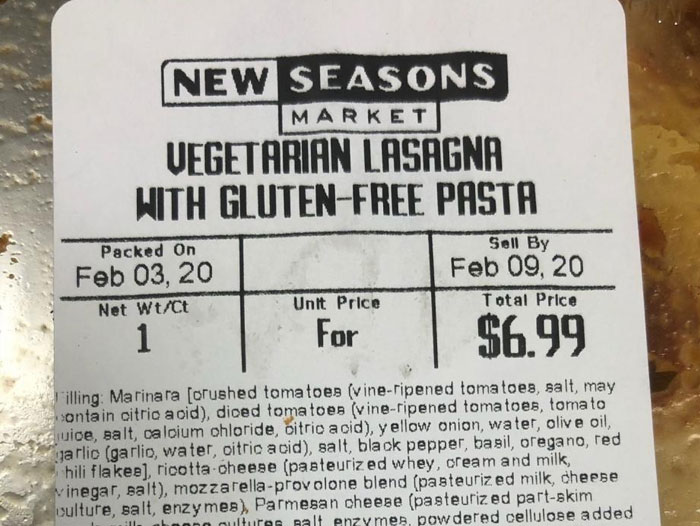 NEW SEASONS
MARKET
VEGETARIAN LASAGNA
WITH GLUTEN-FREE PASTA
Packed On
Feb 03, 20
Sell By
Feb 09, 20
Net Wt/Ct
1
Unit Price
For
Total Price
$6.99
illing: Marinara [crushed tomatoes (vine-ripened tomatoes, salt, may
ontain citric acid), diced tomatoes (vine-ripened tomatoes, tomato
juice, salt, calcium chloride, citric acid), yellow onion, water, olive oil,
garlic (garlic, water, citric acid), salt, black pepper, basil, oregano, red
hili flakes], ricotta cheese (pasteurized whey, cream and milk,
vinegar, salt), mozzarella-provolone blend (pasteurized milk, cheese
culture, salt, enzymes), Parmesan cheese (pasteurized part-skim
cheese cultures, salt, enzymes, powdered cellulose added